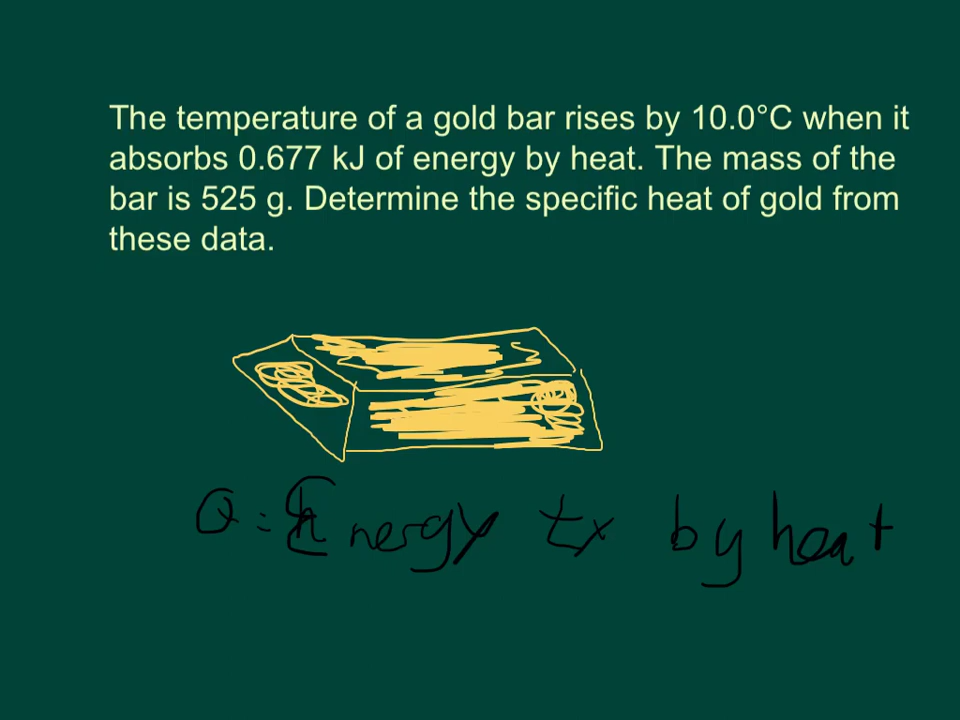 The temperature of a gold bar rises by 10.0°C when it
absorbs 0.677 kJ of energy by heat. The mass of the
bar is 525 g. Determine the specific heat of gold from
these data.
Q = Energy tx by heat